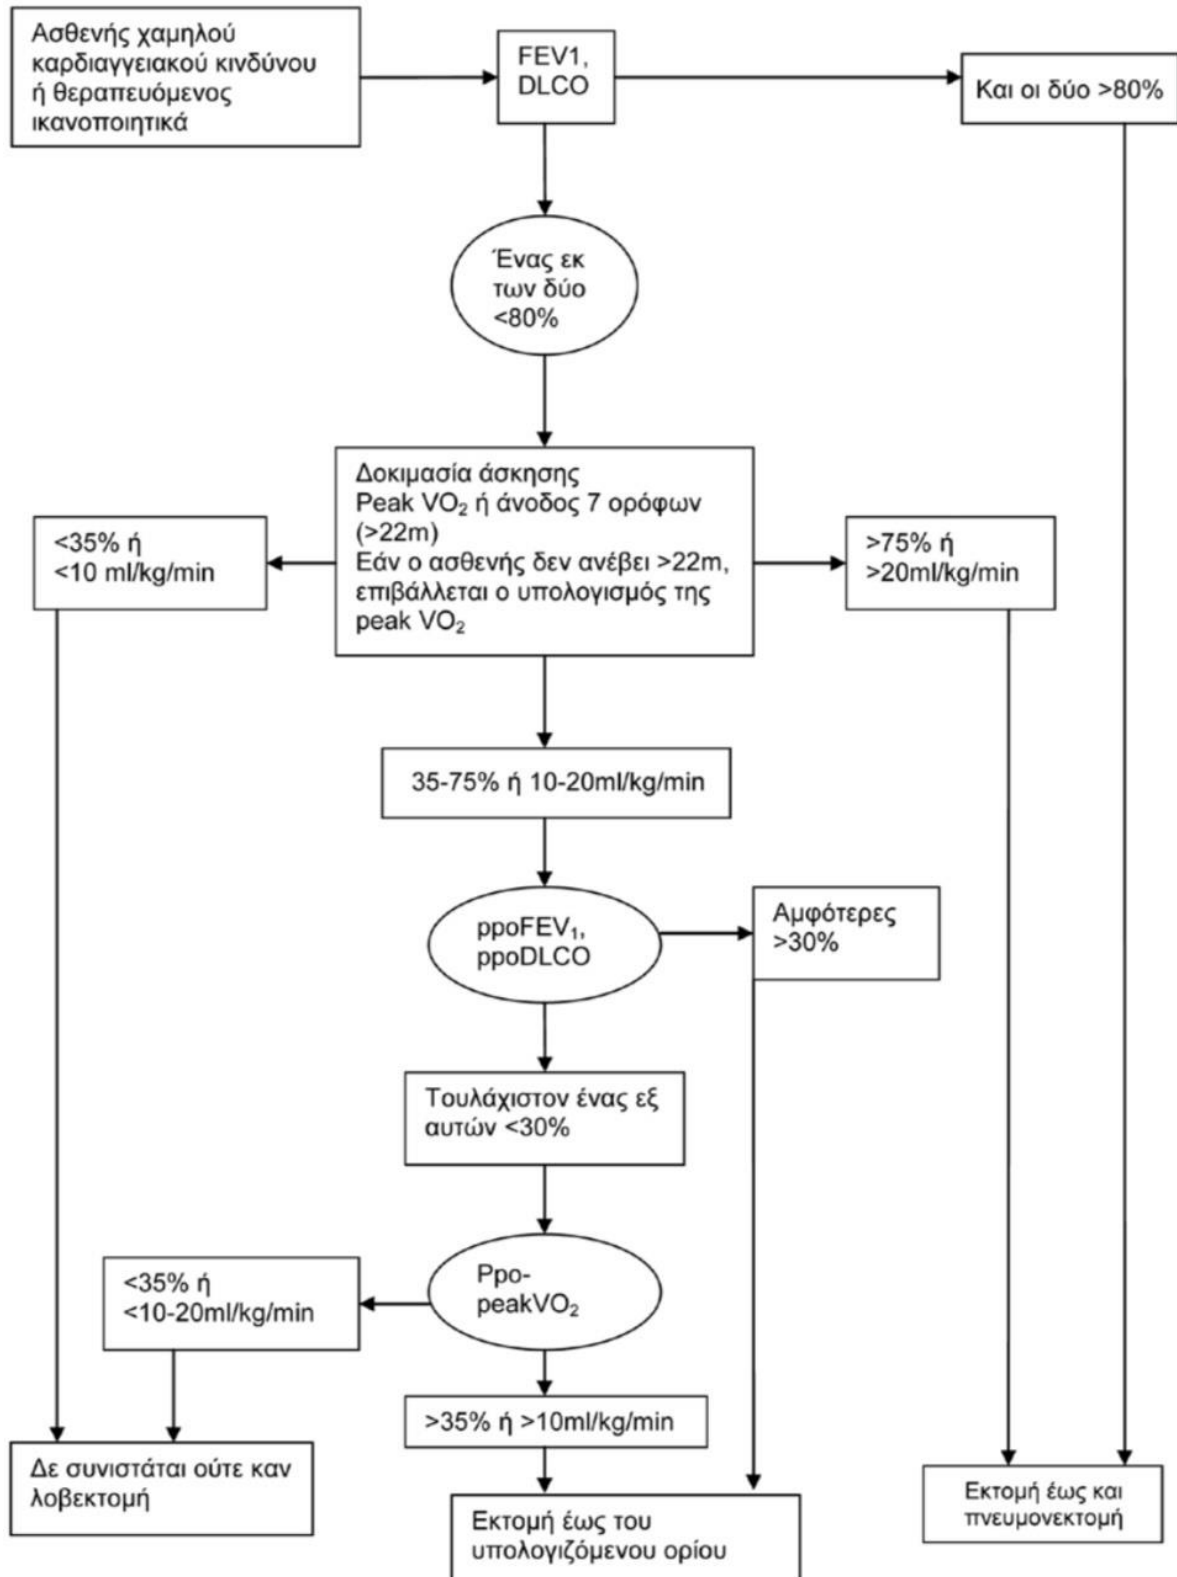 Ασθενής χαμηλού
καρδιαγγειακού κινδύνου
ή θεραπευόμενος
ικανοποιητικά
FEV1,
DLCO
Και οι δύο >80%
Ένας εκ
των δύο
<80%
Δοκιμασία άσκησης
Peak VO₂ ή άνοδος 7 ορόφων
(>22m)
Εάν ο ασθενής δεν ανέβει >22m,
επιβάλλεται ο υπολογισμός της
peak VO₂
<35% ή
<10 ml/kg/min
>75% ή
>20ml/kg/min
35-75% ή 10-20ml/kg/min
ppoFEV₁,
ppoDLCO
Αμφότερες
>30%
Τουλάχιστον ένας εξ
αυτών <30%
Ppo-
peakVO₂
<35% ή
<10-20ml/kg/min
>35% ή >10ml/kg/min
Δε συνιστάται ούτε καν
λοβεκτομή
Εκτομή έως του
υπολογιζόμενου ορίου
Εκτομή έως και
πνευμονεκτομή